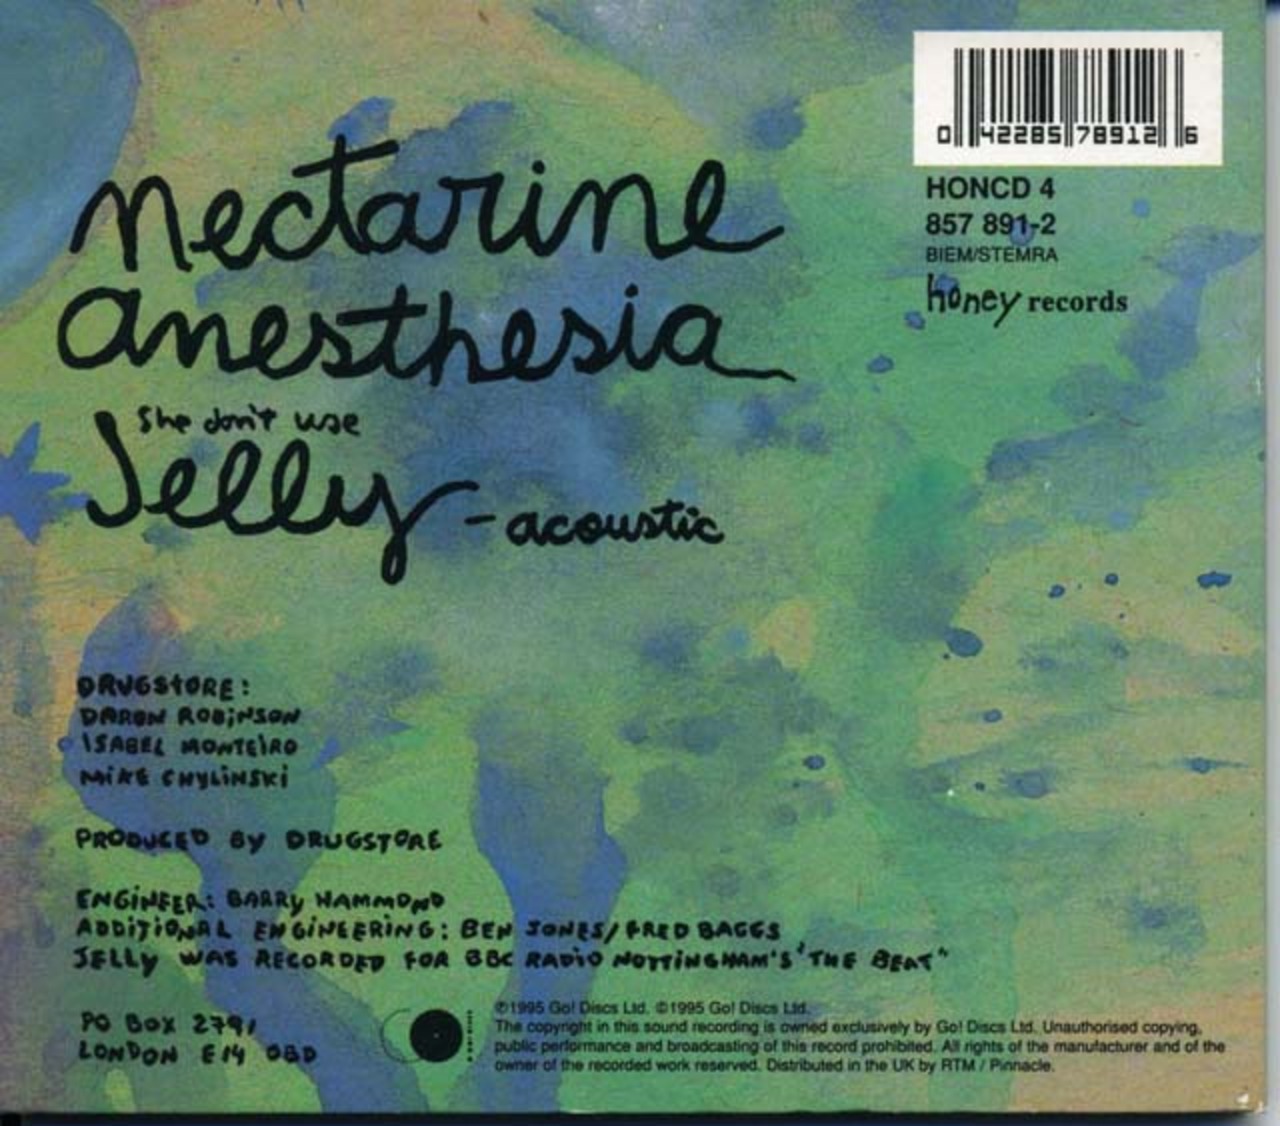 0 42285 78912 6
HONCD 4
857 891-2
BIEM/STEMRA
honey records
nectarine
anesthesia
She don't use
Jelly - acoustic
DRUGSTORE:
DARON ROBINSON
ISABEL MONTEIRO
MIKE CHYLINSKI
PRODUCED BY DRUGSTORE
ENGINEER: BARRY HAMMOND
ADDITIONAL ENGINEERING: BEN JONES/FRED BAGGS
JELLY WAS RECORDED FOR BBC RADIO NOTTINGHAM'S 'THE BEAT"
PO BOX 2791
LONDON E14 0BD
℗1995 Go! Discs Ltd. ©1995 Go! Discs Ltd.
The copyright in this sound recording is owned exclusively by Go! Discs Ltd. Unauthorised copying,
public performance and broadcasting of this record prohibited. All rights of the manufacturer and of the
owner of the recorded work reserved. Distributed in the UK by RTM / Pinnacle.